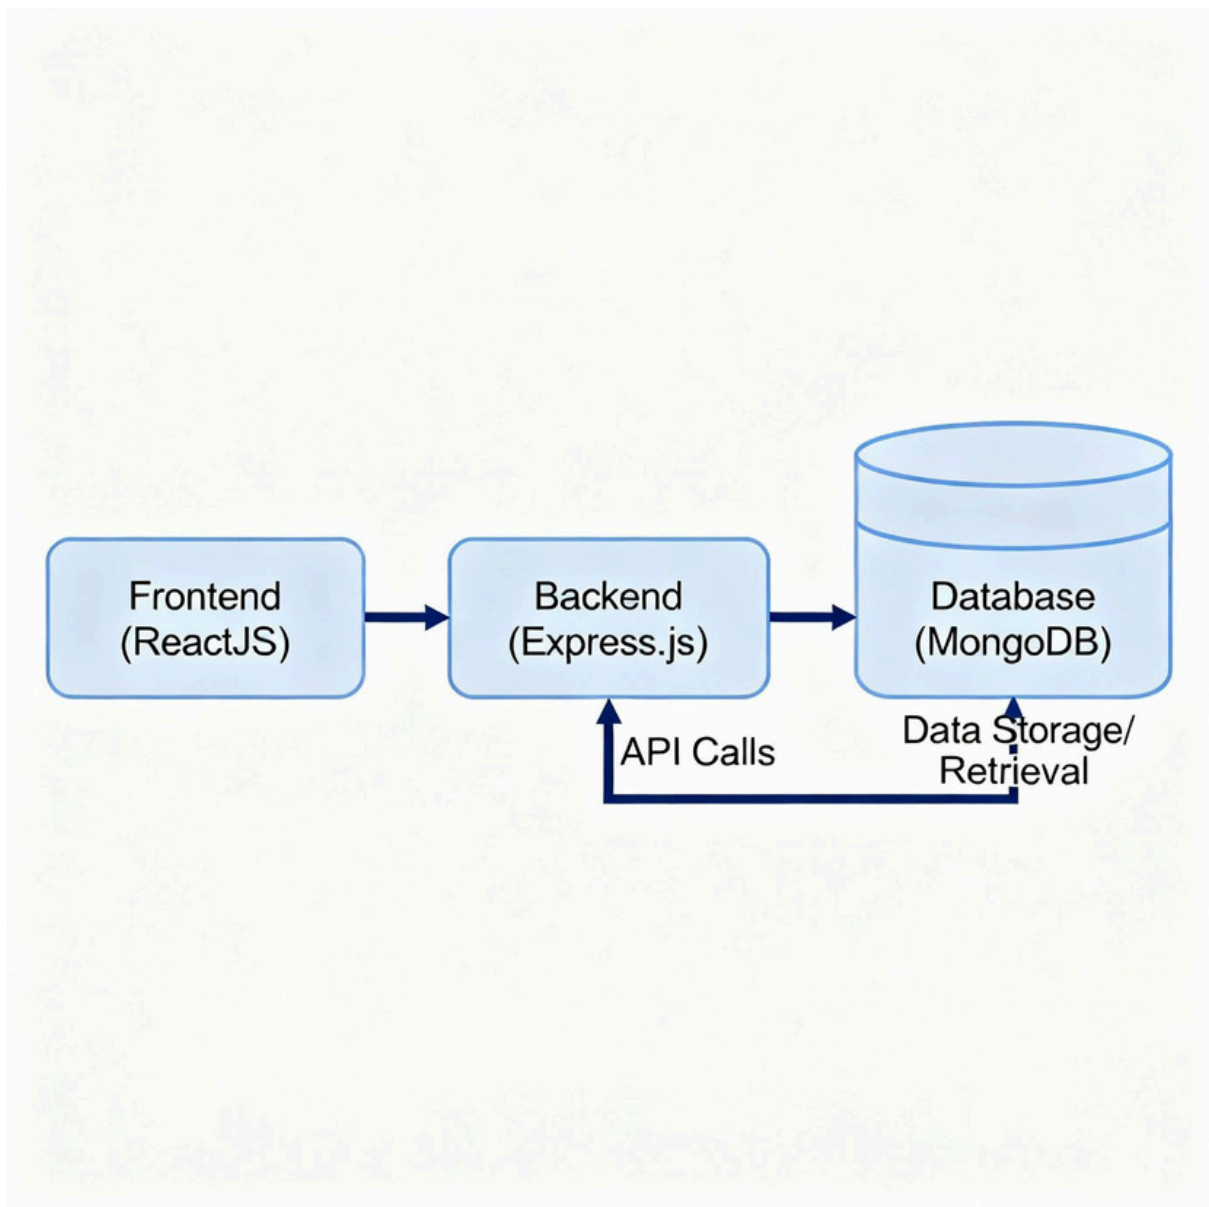 Frontend
(ReactJS)
Backend
(Express.js)
Database
(MongoDB)
API Calls
Data Storage/
Retrieval